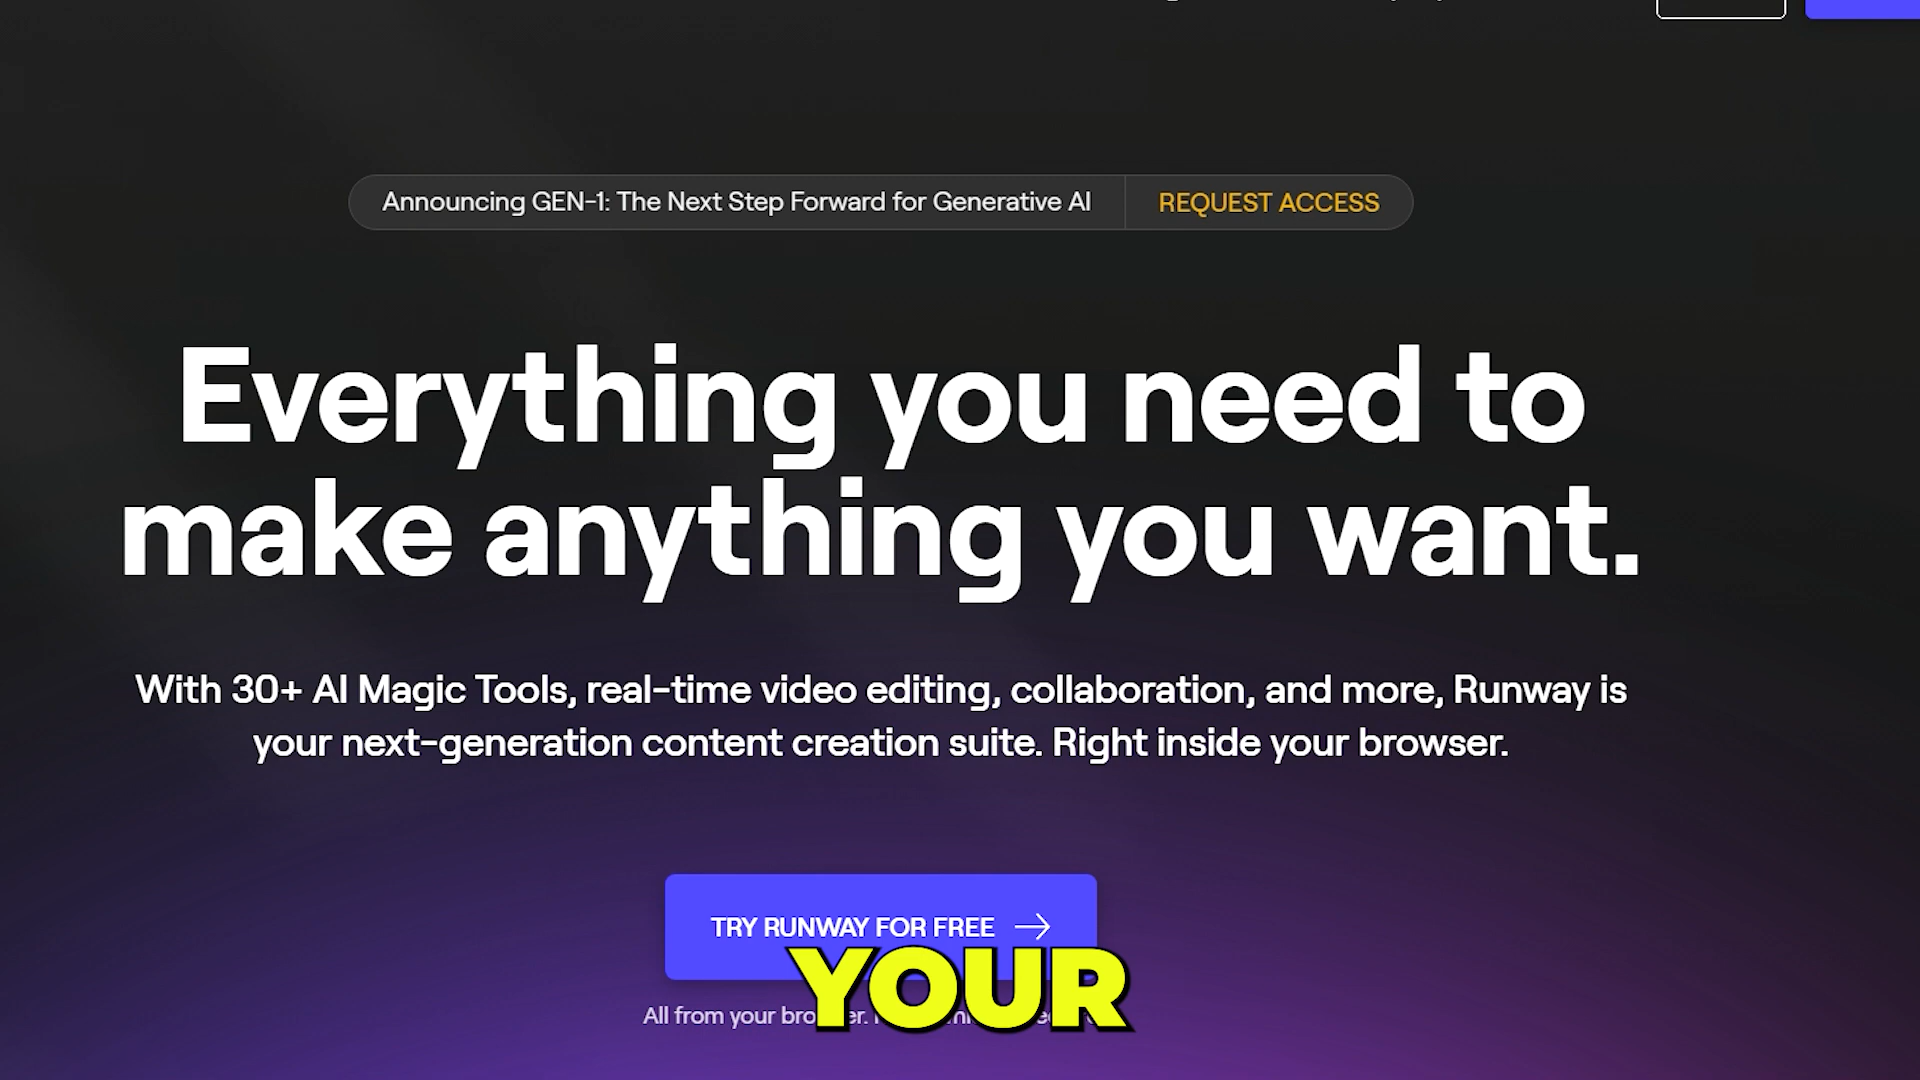 Announcing GEN-1: The Next Step Forward for Generative AI
REQUEST ACCESS
Everything you need to
make anything you want.
With 30+ AI Magic Tools, real-time video editing, collaboration, and more, Runway is
your next-generation content creation suite. Right inside your browser.
TRY RUNWAY FOR FREE
YOUR
All from your